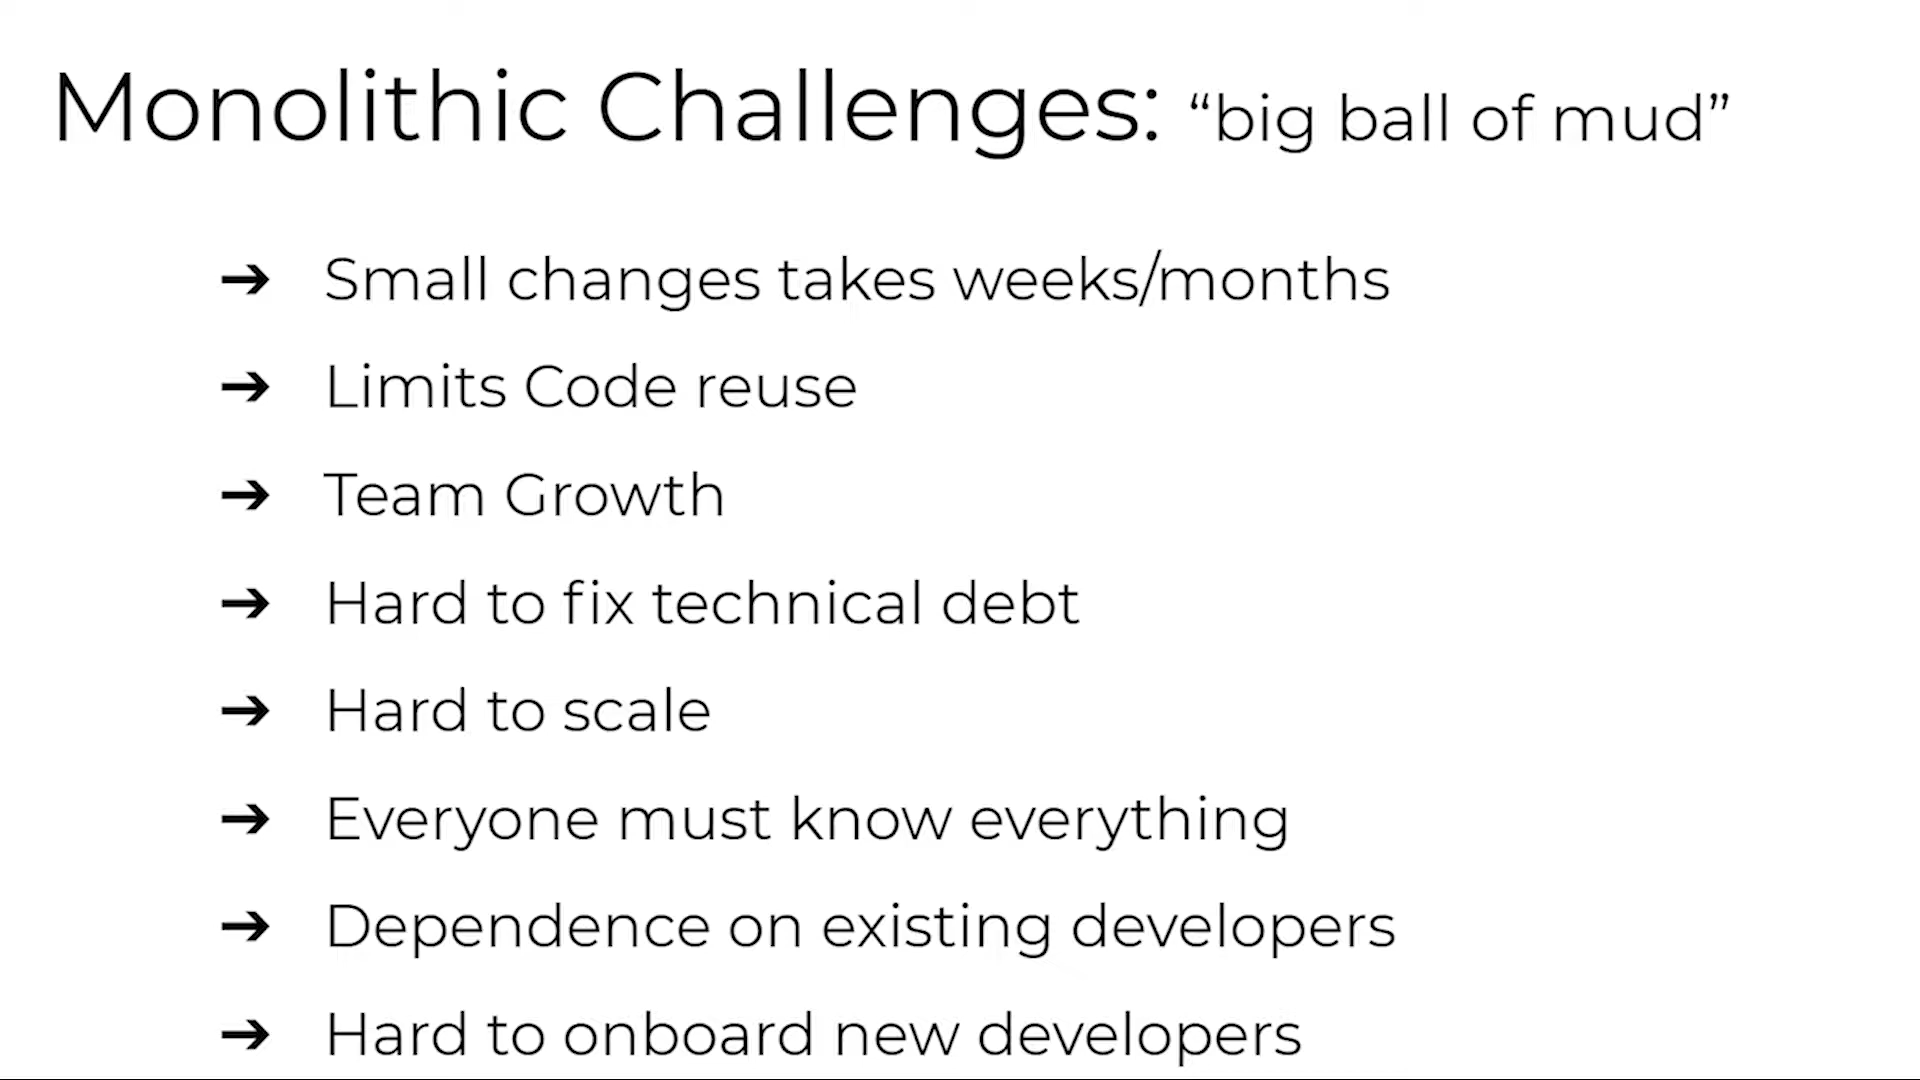 Monolithic Challenges: “big ball of mud”
➔ Small changes takes weeks/months
➔ Limits Code reuse
➔ Team Growth
➔ Hard to fix technical debt
➔ Hard to scale
➔ Everyone must know everything
➔ Dependence on existing developers
➔ Hard to onboard new developers